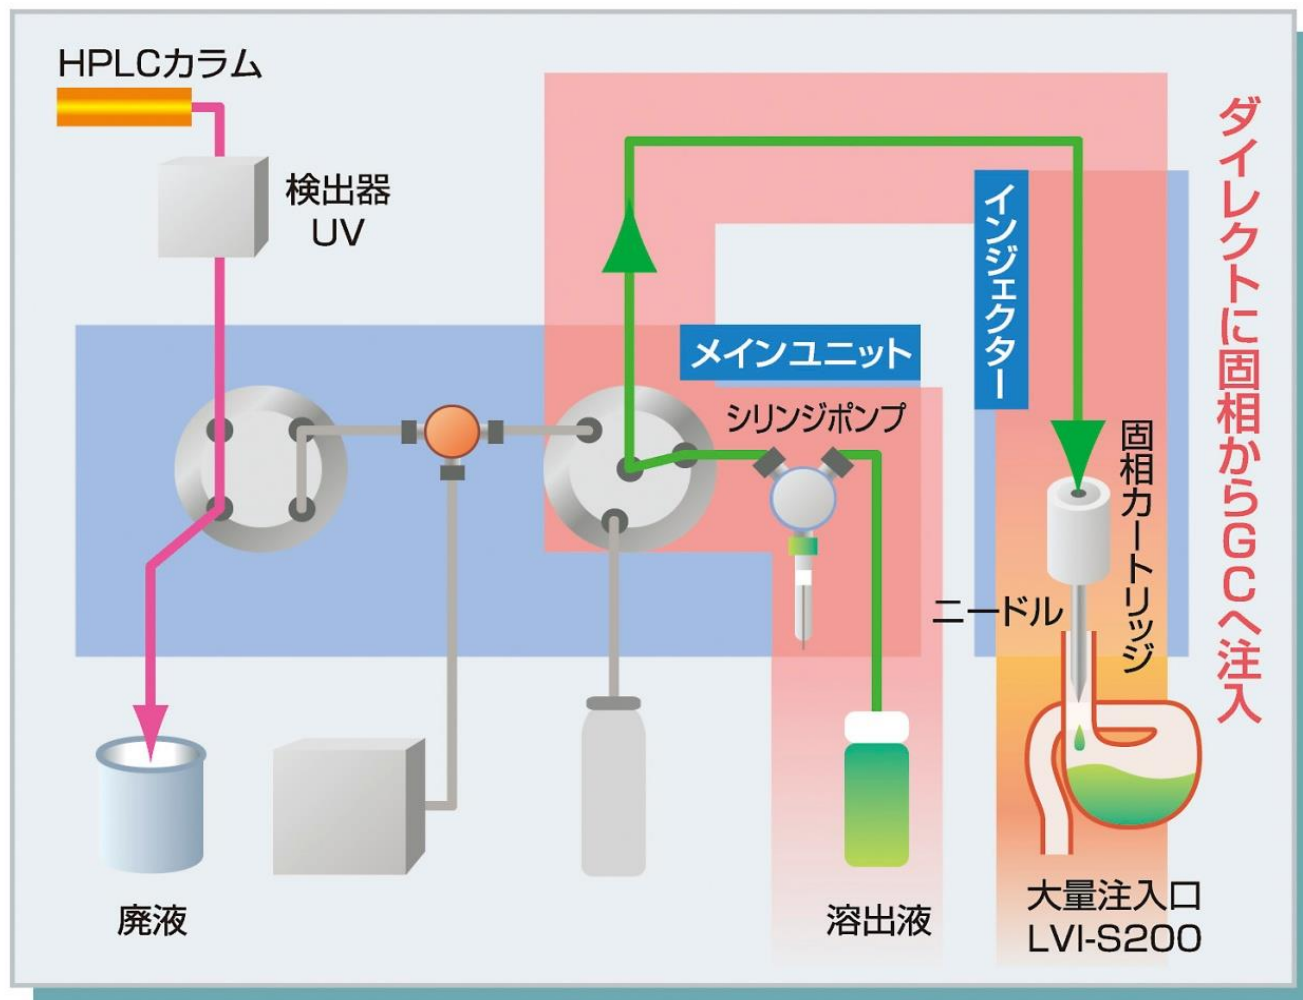 HPLCカラム
検出器
UV
メインユニット
シリンジポンプ
インジェクター
固相カートリッジ
ニードル
ダイレクトに固相からGCへ注入
廃液
溶出液
大量注入口
LVI-S200